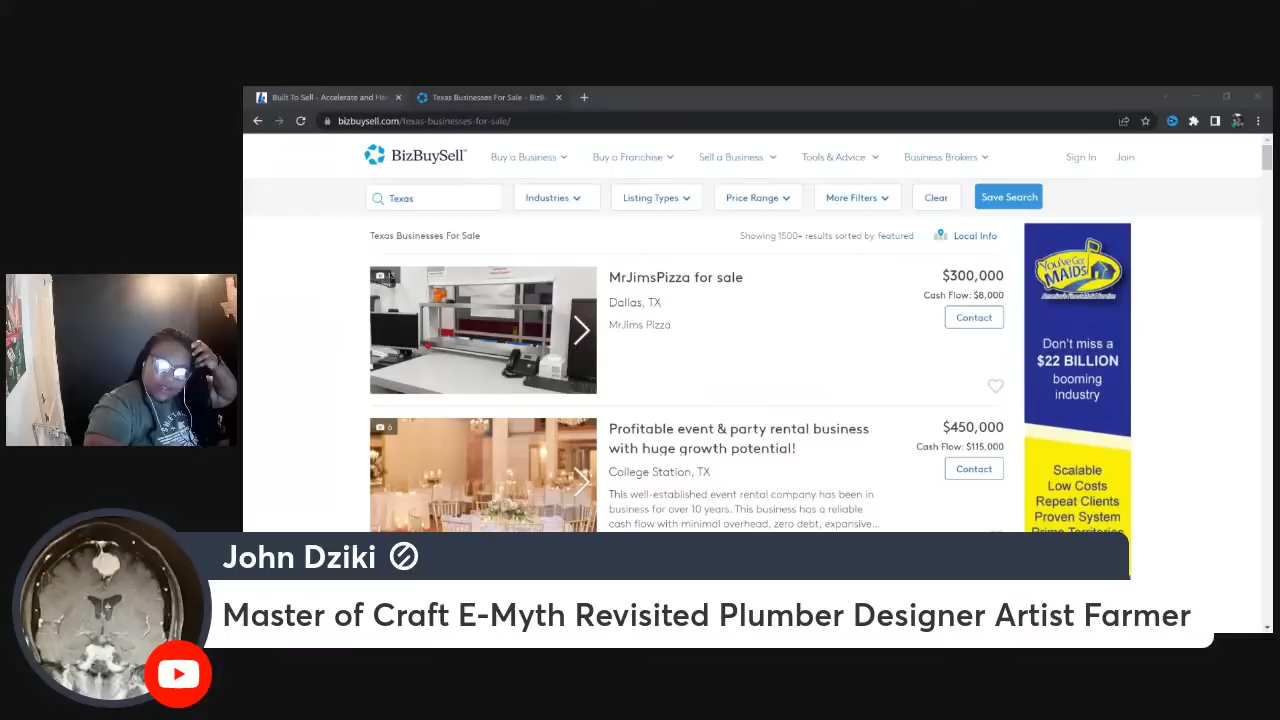 Built To Sell - Accelerate and Har
Texas Businesses For Sale - BizB
bizbuysell.com/texas-businesses-for-sale/
BizBuySell
Buy a Business
Buy a Franchise
Sell a Business
Tools & Advice
Business Brokers
Sign In
Join
Texas
Industries
Listing Types
Price Range
More Filters
Clear
Save Search
Texas Businesses For Sale
Showing 1500+ results sorted by featured
Local Info
MrJimsPizza for sale
$300,000
Dallas, TX
Cash Flow: $8,000
MrJims Pizza
Contact
6
Profitable event & party rental business
with huge growth potential!
$450,000
Cash Flow: $115,000
College Station, TX
Contact
This well-established event rental company has been in
business for over 10 years. This business has a reliable
cash flow with minimal overhead, zero debt, expansive...
YOU'VE GOT
MAIDS
Don't miss a
$22 BILLION
booming
industry
Scalable
Low Costs
Repeat Clients
Proven System
Prime Territories
John Dziki
Master of Craft E-Myth Revisited Plumber Designer Artist Farmer